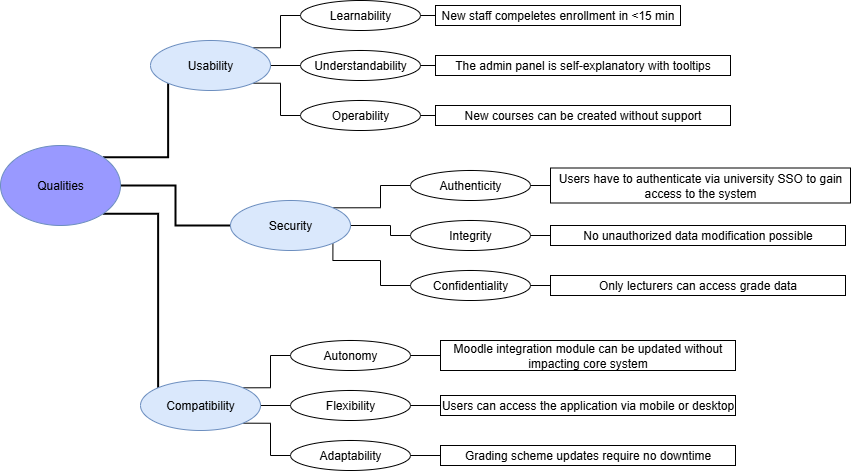 Learnability
New staff compeletes enrollment in <15 min
Usability
Understandability
The admin panel is self-explanatory with tooltips
Operability
New courses can be created without support
Qualities
Authenticity
Users have to authenticate via university SSO to gain
access to the system
Security
Integrity
No unauthorized data modification possible
Confidentiality
Only lecturers can access grade data
Autonomy
Moodle integration module can be updated without
impacting core system
Compatibility
Flexibility
Users can access the application via mobile or desktop
Adaptability
Grading scheme updates require no downtime